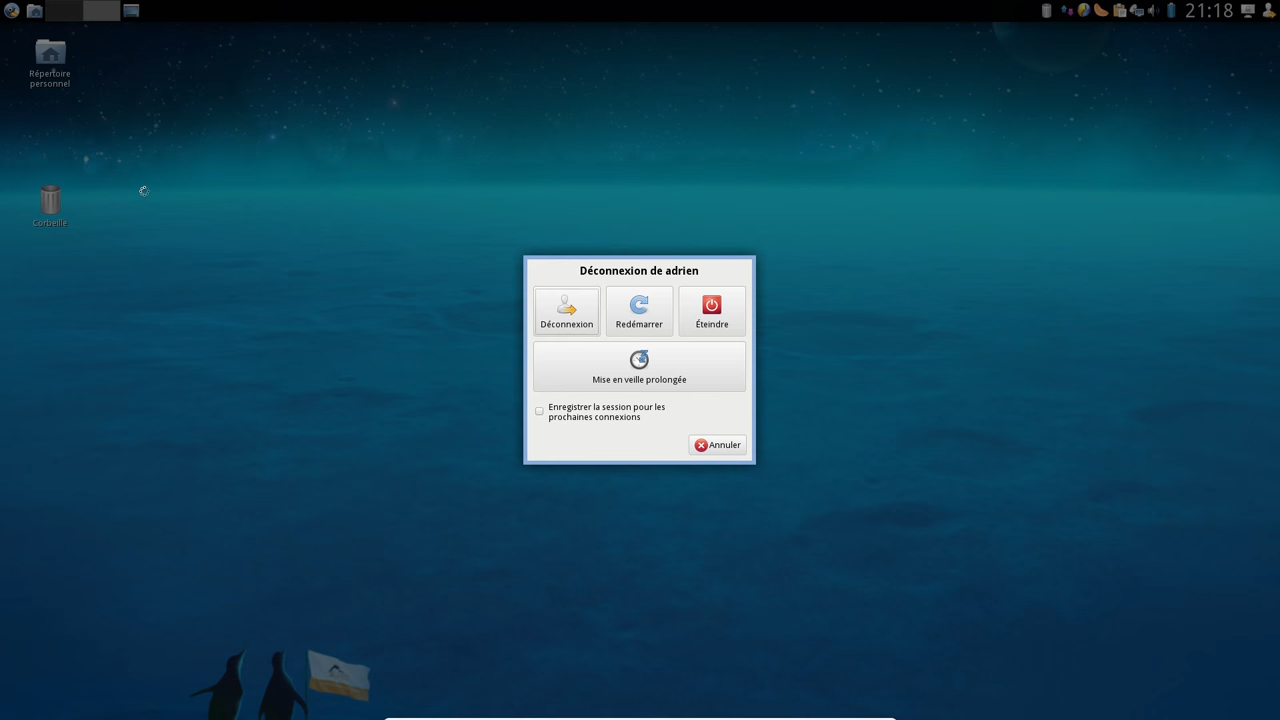 21:18
Répertoire
personnel
Corbeille
Déconnexion de adrien
Déconnexion
Redémarrer
Éteindre
Mise en veille prolongée
Enregistrer la session pour les
prochaines connexions
Annuler